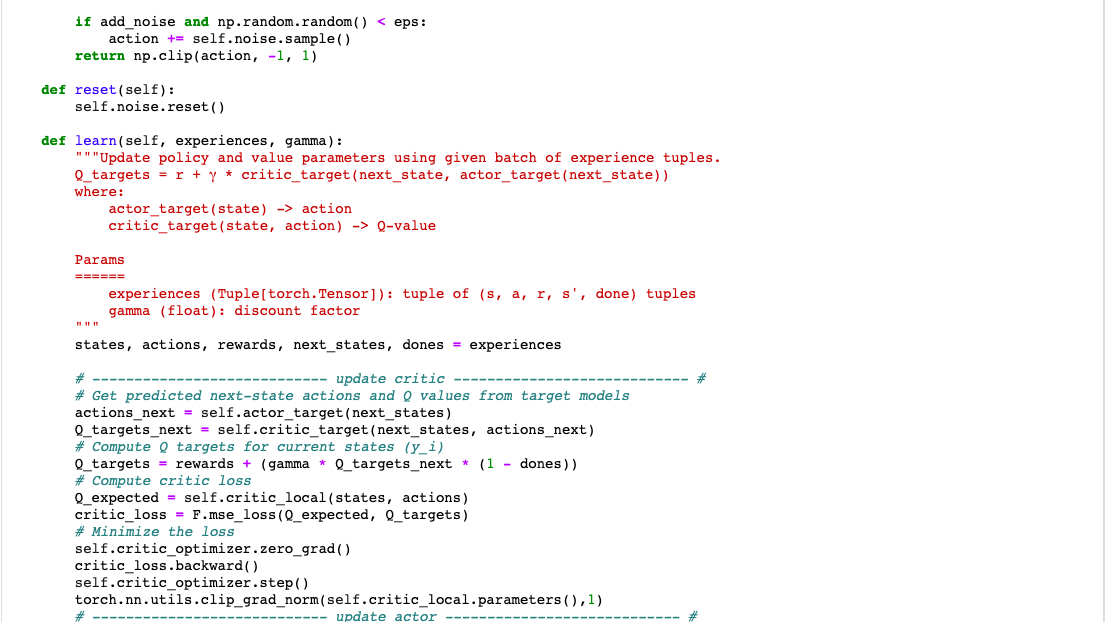 if add_noise and np.random.random() < eps:
action += self.noise.sample()
return np.clip(action, -1, 1)
def reset(self):
self.noise.reset()
def learn(self, experiences, gamma):
"""Update policy and value parameters using given batch of experience tuples.
Q_targets = r + γ * critic_target(next_state, actor_target(next_state))
where:
actor_target(state) -> action
critic_target(state, action) -> Q-value
Params
======
experiences (Tuple[torch.Tensor]): tuple of (s, a, r, s', done) tuples
gamma (float): discount factor
"""
states, actions, rewards, next_states, dones = experiences
# ---------------------------- update critic ---------------------------- #
# Get predicted next-state actions and Q values from target models
actions_next = self.actor_target(next_states)
Q_targets_next = self.critic_target(next_states, actions_next)
# Compute Q targets for current states (y_i)
Q_targets = rewards + (gamma * Q_targets_next * (1 - dones))
# Compute critic loss
Q_expected = self.critic_local(states, actions)
critic_loss = F.mse_loss(Q_expected, Q_targets)
# Minimize the loss
self.critic_optimizer.zero_grad()
critic_loss.backward()
self.critic_optimizer.step()
torch.nn.utils.clip_grad_norm(self.critic_local.parameters(),1)
# ---------------------------- update actor ---------------------------- #